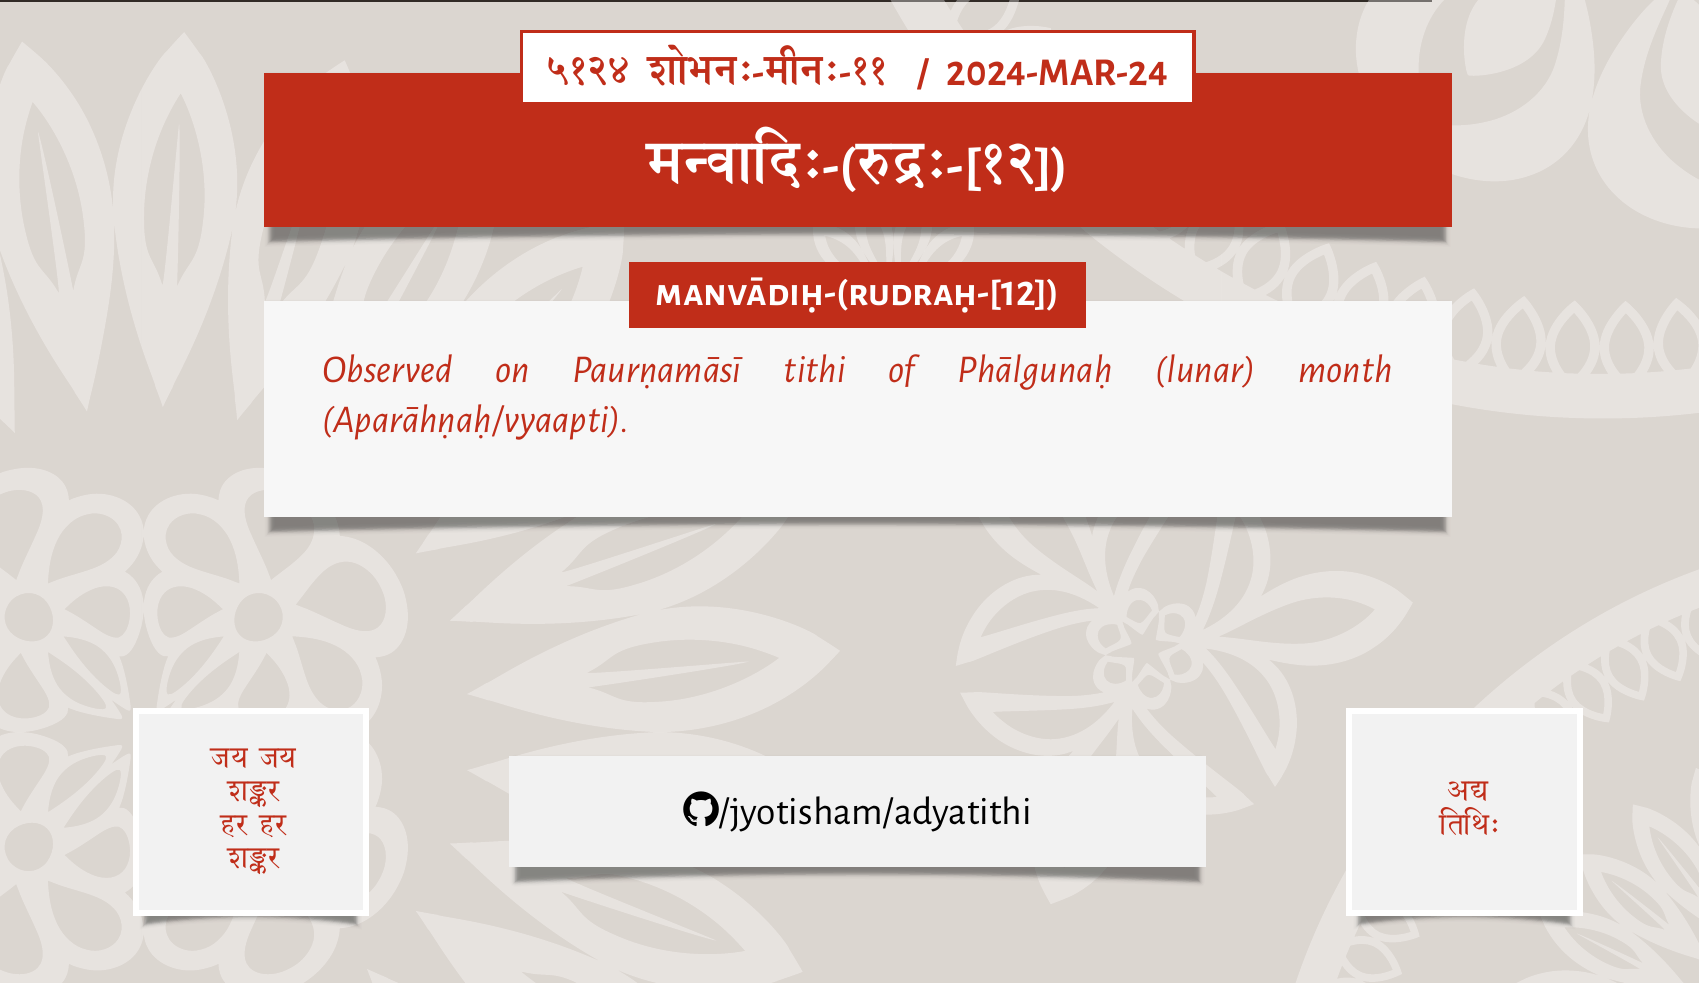 ५१२४ शोभनः-मीनः-११ / 2024-MAR-24
मन्वादिः-(रुद्रः-[१२])
MANVĀDIḤ-(RUDRAḤ-[12])
Observed on Paurṇamāsī tithi of Phālgunaḥ (lunar) month
(Aparāhṇaḥ/vyaapti).
जय जय
शङ्कर
हर हर
शङ्कर
/jyotisham/adyatithi
अद्य
तिथिः